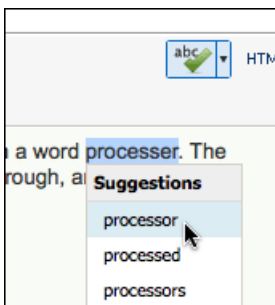 abc HTM
a word processer. The
rough, a
Suggestions
processor
processed
processors